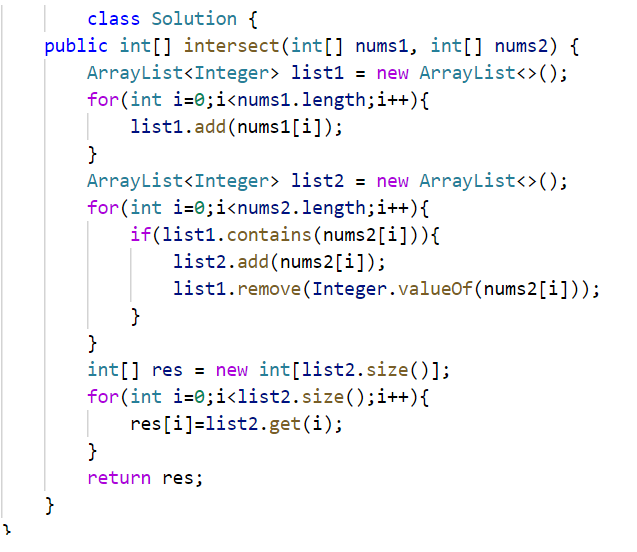 class Solution {
public int[] intersect(int[] nums1, int[] nums2) {
ArrayList<Integer> list1 = new ArrayList<>();
for(int i=0;i<nums1.length;i++){
list1.add(nums1[i]);
}
ArrayList<Integer> list2 = new ArrayList<>();
for(int i=0;i<nums2.length;i++){
if(list1.contains(nums2[i])){
list2.add(nums2[i]);
list1.remove(Integer.valueOf(nums2[i]));
}
}
int[] res = new int[list2.size()];
for(int i=0;i<list2.size();i++){
res[i]=list2.get(i);
}
return res;
}
}